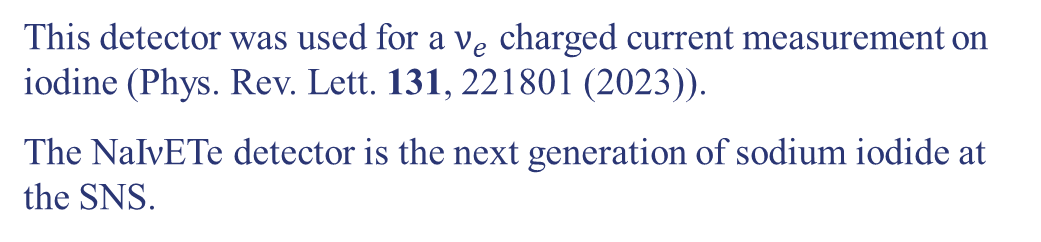 This detector was used for a νₑ charged current measurement on
iodine (Phys. Rev. Lett. 131, 221801 (2023)).
The NaIνETe detector is the next generation of sodium iodide at
the SNS.